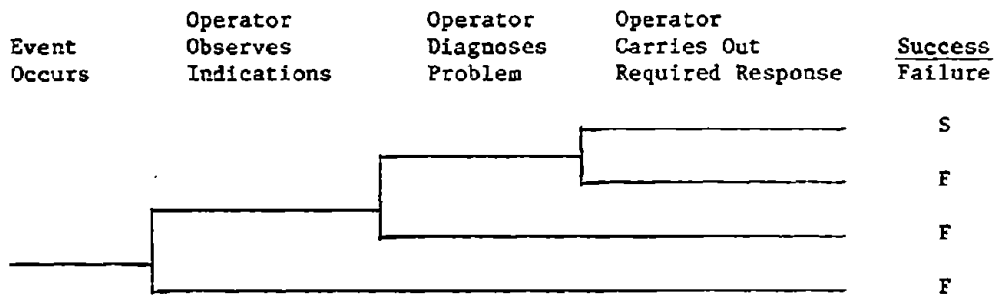 Operator Operator Operator
Event Observes Diagnoses Carries Out Success
Occurs Indications Problem Required Response Failure
S
F
F
F